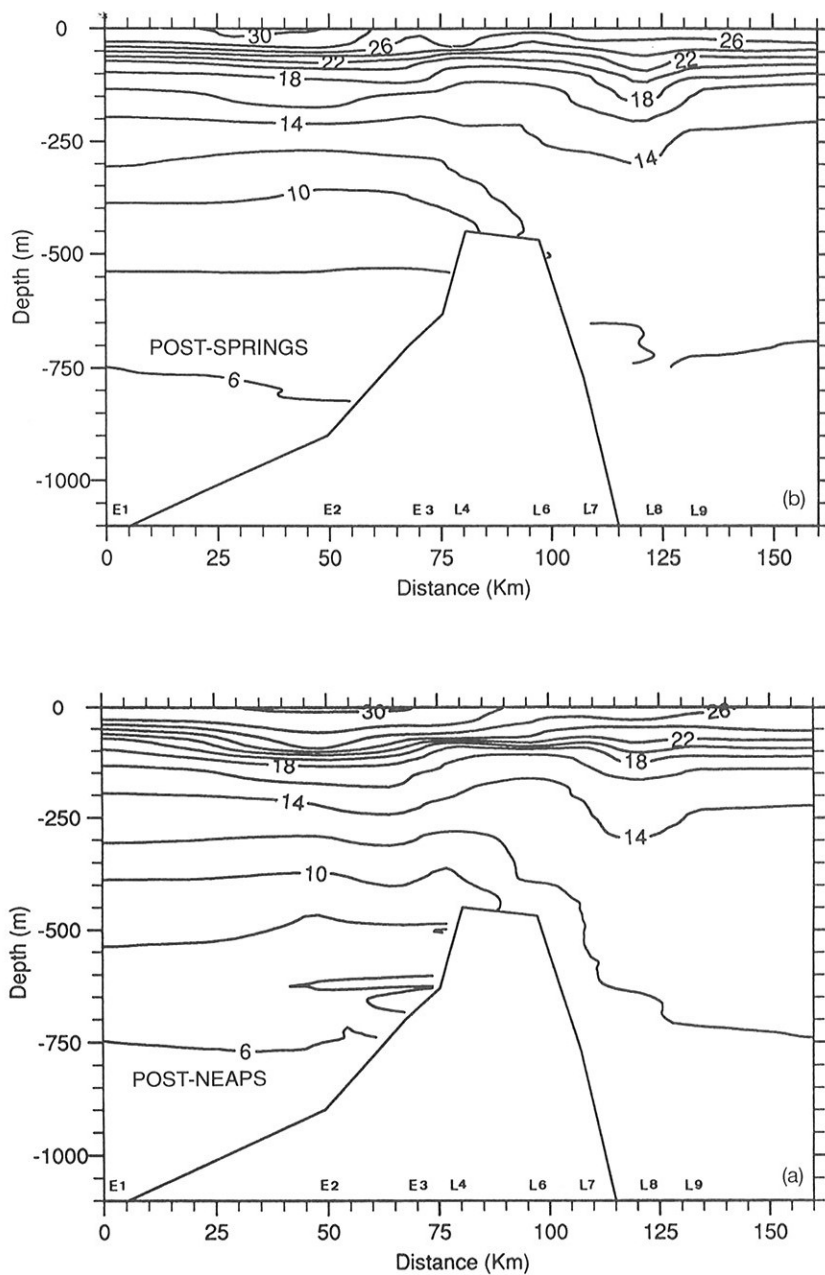 0
30
26
26
22
22
18
18
14
14
-250
10
-500
Depth (m)
POST-SPRINGS
-750
6
-1000
E1 E2 E3 L4 L6 L7 L8 L9
(b)
0 25 50 75 100 125 150
Distance (Km)
0
30
26
22
18
18
14
14
-250
10
-500
Depth (m)
-750
6
POST-NEAPS
-1000
E1 E2 E3 L4 L6 L7 L8 L9
(a)
0 25 50 75 100 125 150
Distance (Km)